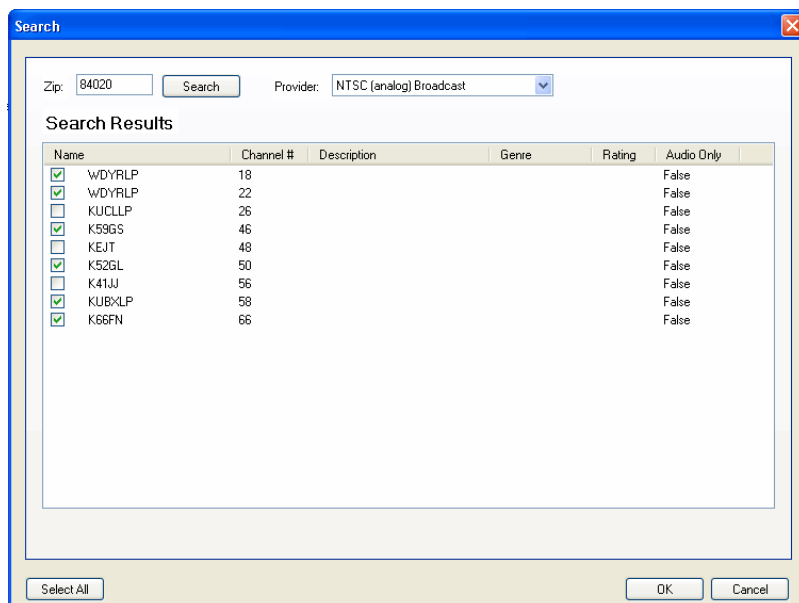 Search
Zip: 84020 Search Provider: NTSC (analog) Broadcast
Search Results
Name Channel # Description Genre Rating Audio Only
WDYRLP 18 False
WDYRLP 22 False
KUCLLP 26 False
K59GS 46 False
KEJT 48 False
K52GL 50 False
K41JJ 56 False
KUBXLP 58 False
K66FN 66 False
Select All OK Cancel